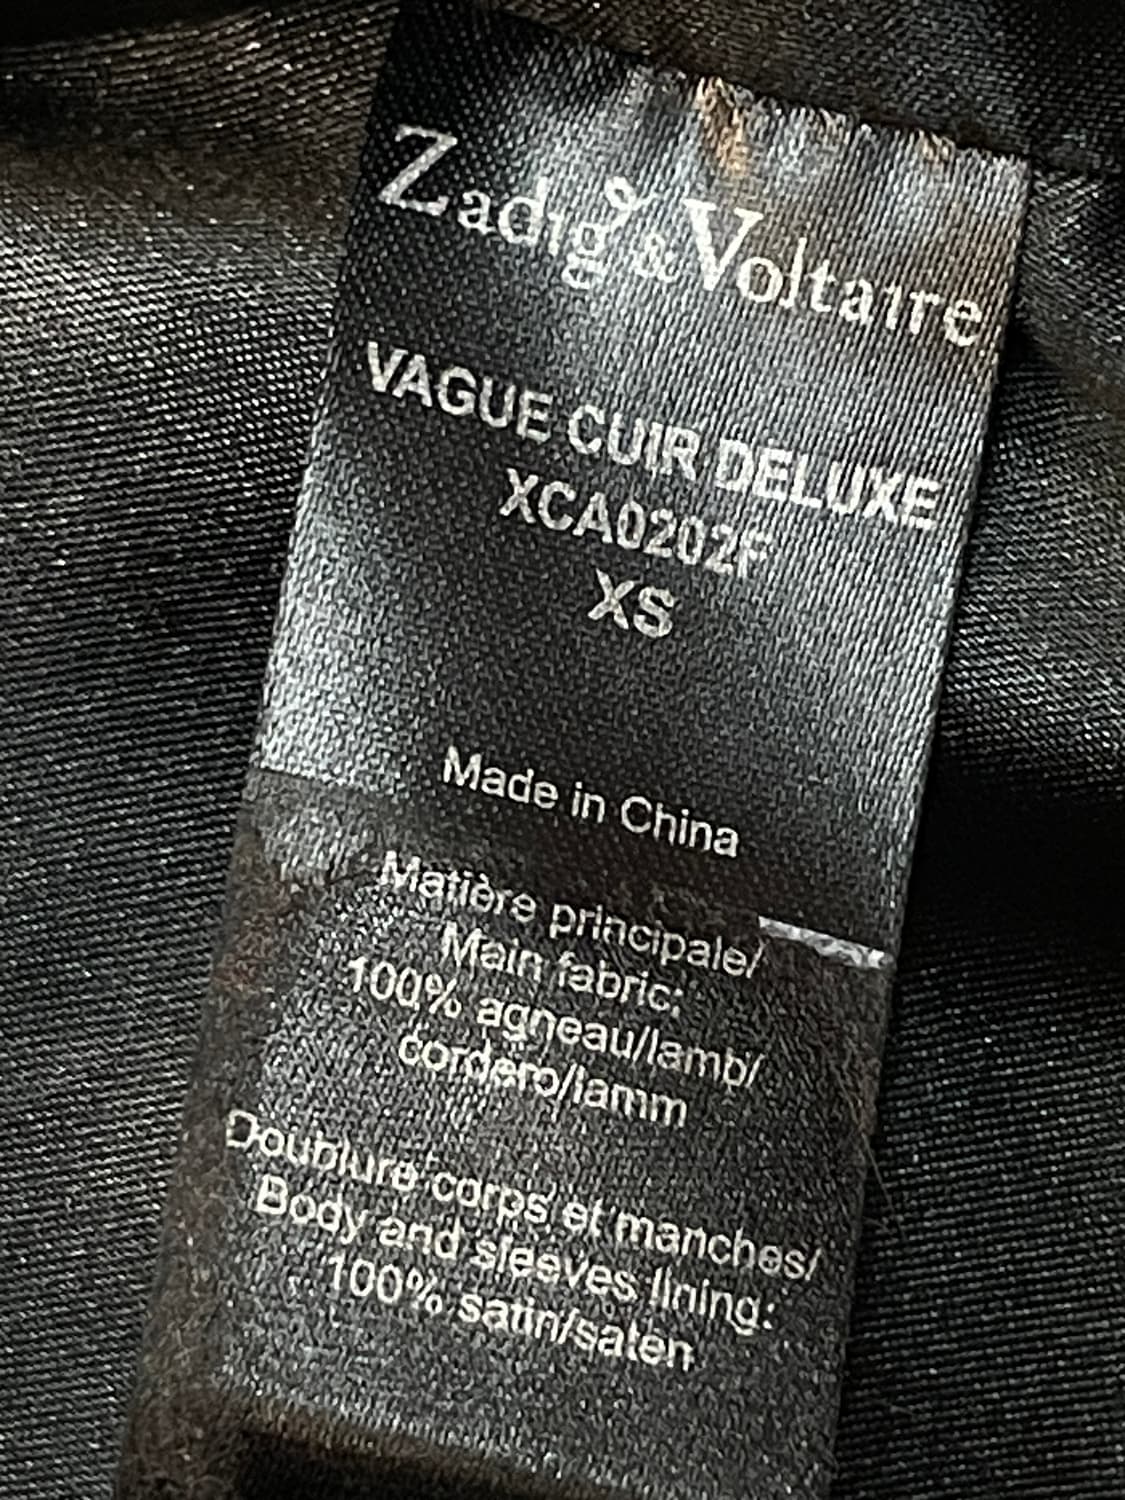 Zadig & Voltaire
VAGUE CUIR DELUXE
XCA0202F
XS
Made in China
Matière principale/
Main fabric:
100% agneau/lamb/
cordero/lamm
Doublure corps et manches/
Body and sleeves lining:
100% satin/saten